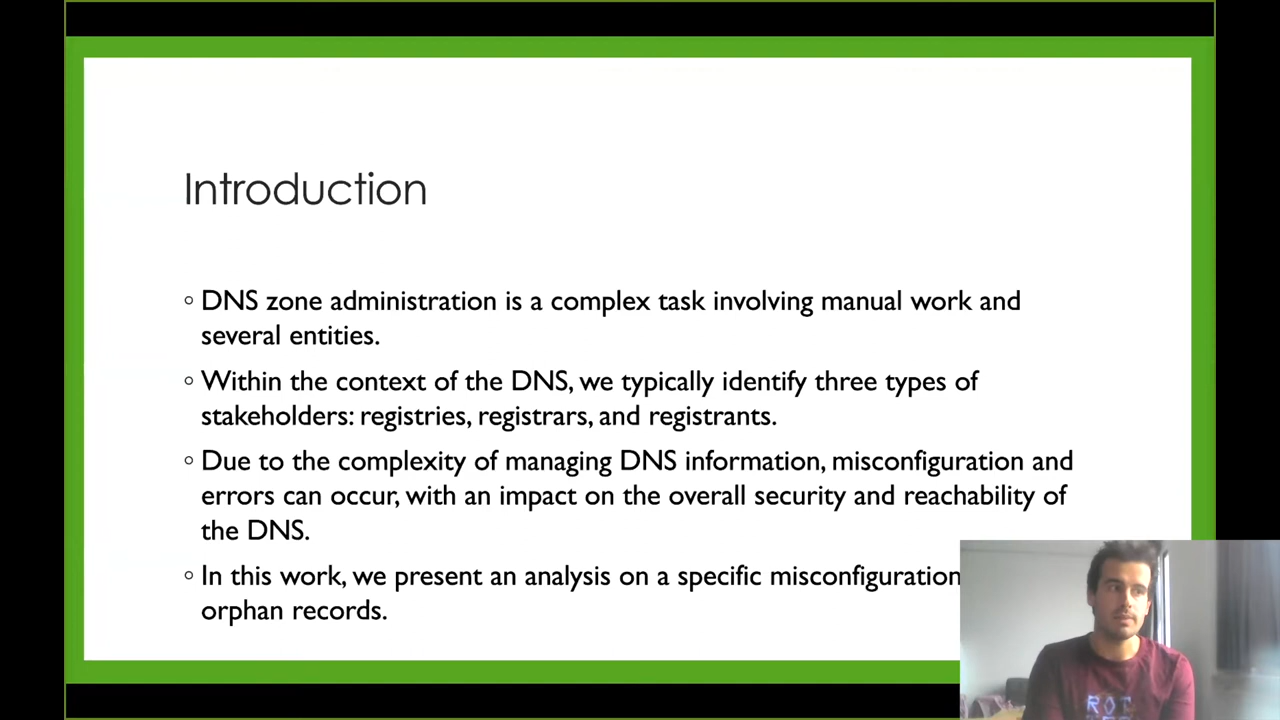 Introduction
◦ DNS zone administration is a complex task involving manual work and
several entities.
◦ Within the context of the DNS, we typically identify three types of
stakeholders: registries, registrars, and registrants.
◦ Due to the complexity of managing DNS information, misconfiguration and
errors can occur, with an impact on the overall security and reachability of
the DNS.
◦ In this work, we present an analysis on a specific misconfiguration
orphan records.